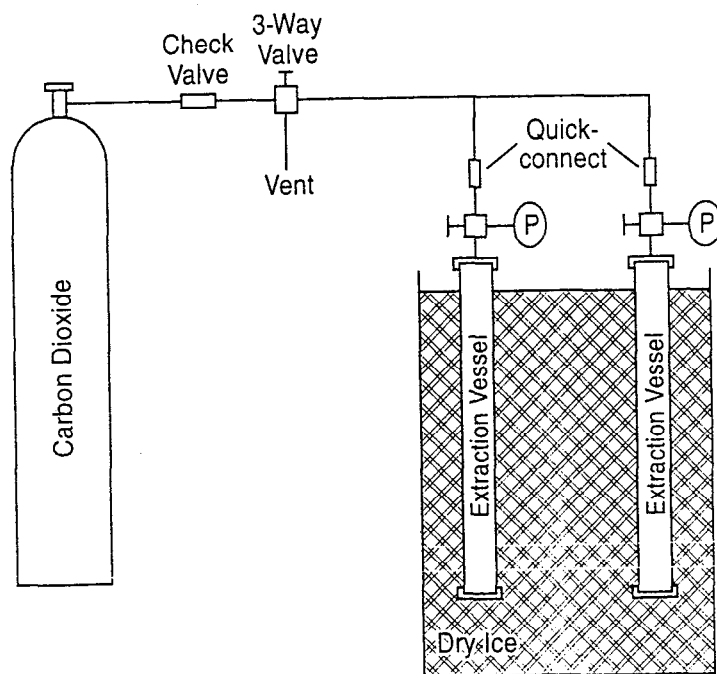 3-Way
Valve
Check
Valve
Vent
Quick-
connect
P
P
Carbon Dioxide
Extraction Vessel
Extraction Vessel
Dry Ice